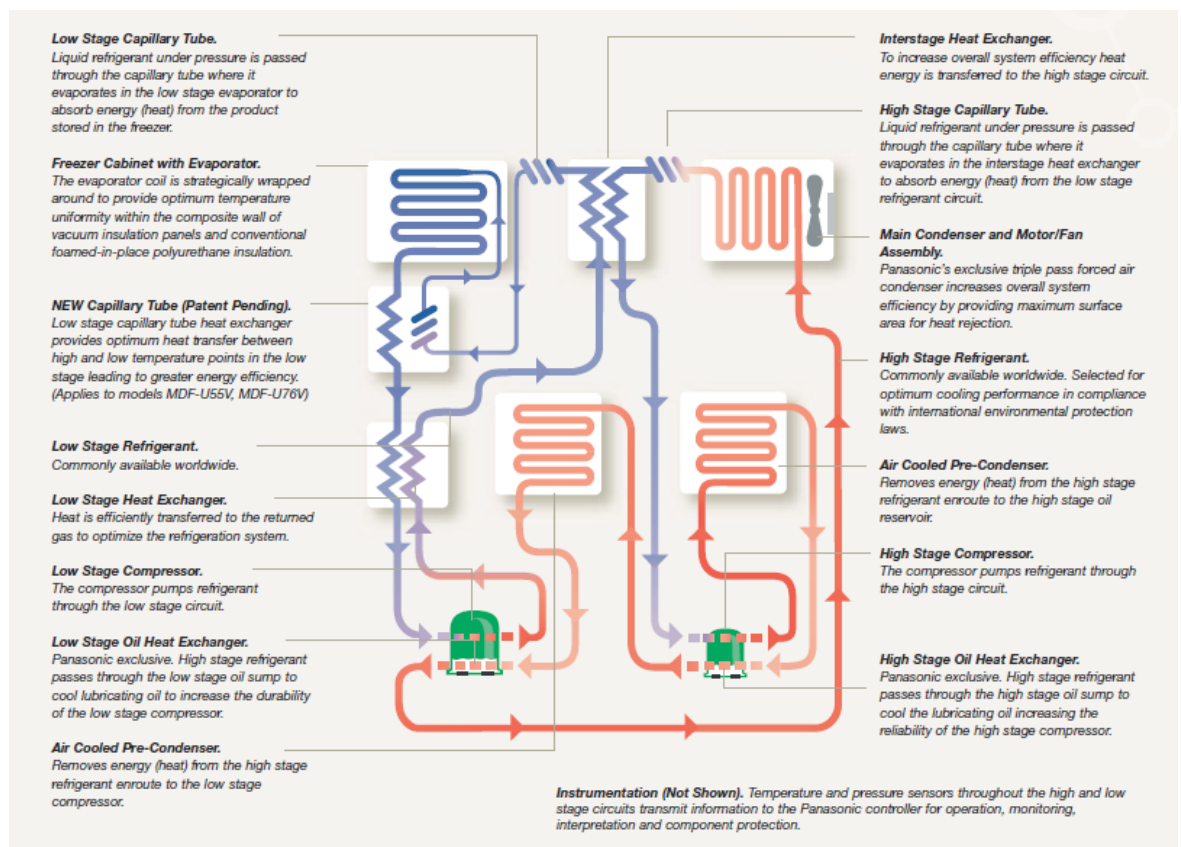 Low Stage Capillary Tube.
Liquid refrigerant under pressure is passed
through the capillary tube where it
evaporates in the low stage evaporator to
absorb energy (heat) from the product
stored in the freezer.
Freezer Cabinet with Evaporator.
The evaporator coil is strategically wrapped
around to provide optimum temperature
uniformity within the composite wall of
vacuum insulation panels and conventional
foamed-in-place polyurethane insulation.
NEW Capillary Tube (Patent Pending).
Low stage capillary tube heat exchanger
provides optimum heat transfer between
high and low temperature points in the low
stage leading to greater energy efficiency.
(Applies to models MDF-U55V, MDF-U76V)
Low Stage Refrigerant.
Commonly available worldwide.
Low Stage Heat Exchanger.
Heat is efficiently transferred to the returned
gas to optimize the refrigeration system.
Low Stage Compressor.
The compressor pumps refrigerant
through the low stage circuit.
Low Stage Oil Heat Exchanger.
Panasonic exclusive. High stage refrigerant
passes through the low stage oil sump to
cool lubricating oil to increase the durability
of the low stage compressor.
Air Cooled Pre-Condenser.
Removes energy (heat) from the high stage
refrigerant enroute to the low stage
compressor.
Interstage Heat Exchanger.
To increase overall system efficiency heat
energy is transferred to the high stage circuit.
High Stage Capillary Tube.
Liquid refrigerant under pressure is passed
through the capillary tube where it
evaporates in the interstage heat exchanger
to absorb energy (heat) from the low stage
refrigerant circuit.
Main Condenser and Motor/Fan
Assembly.
Panasonic's exclusive triple pass forced air
condenser increases overall system
efficiency by providing maximum surface
area for heat rejection.
High Stage Refrigerant.
Commonly available worldwide. Selected for
optimum cooling performance in compliance
with international environmental protection
laws.
Air Cooled Pre-Condenser.
Removes energy (heat) from the high stage
refrigerant enroute to the high stage oil
reservoir.
High Stage Compressor.
The compressor pumps refrigerant through
the high stage circuit.
High Stage Oil Heat Exchanger.
Panasonic exclusive. High stage refrigerant
passes through the high stage oil sump to
cool the lubricating oil increasing the
reliability of the high stage compressor.
Instrumentation (Not Shown). Temperature and pressure sensors throughout the high and low
stage circuits transmit information to the Panasonic controller for operation, monitoring,
interpretation and component protection.